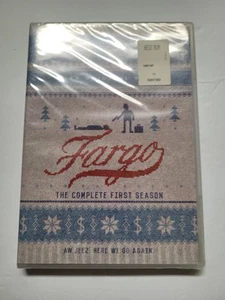 Fargo
THE COMPLETE FIRST SEASON
AW JEEZ, HERE WE GO AGAIN